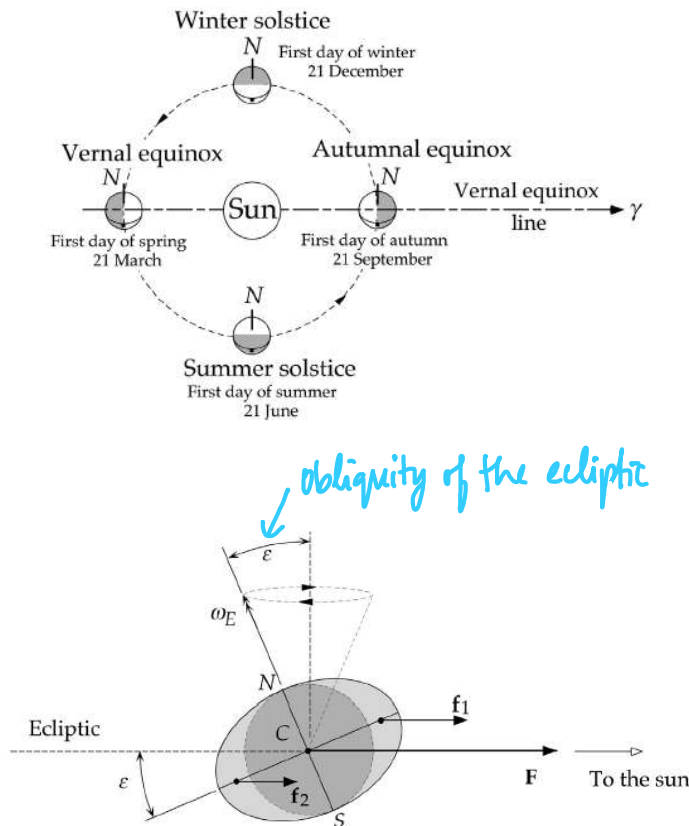 Winter solstice
N
First day of winter
21 December
Vernal equinox
Autumnal equinox
N
N
Sun
Vernal equinox
line
γ
First day of spring
21 March
First day of autumn
21 September
N
Summer solstice
First day of summer
21 June
obliquity of the ecliptic
ε
ω_E
N
f1
Ecliptic
C
F
To the sun
ε
f2
S